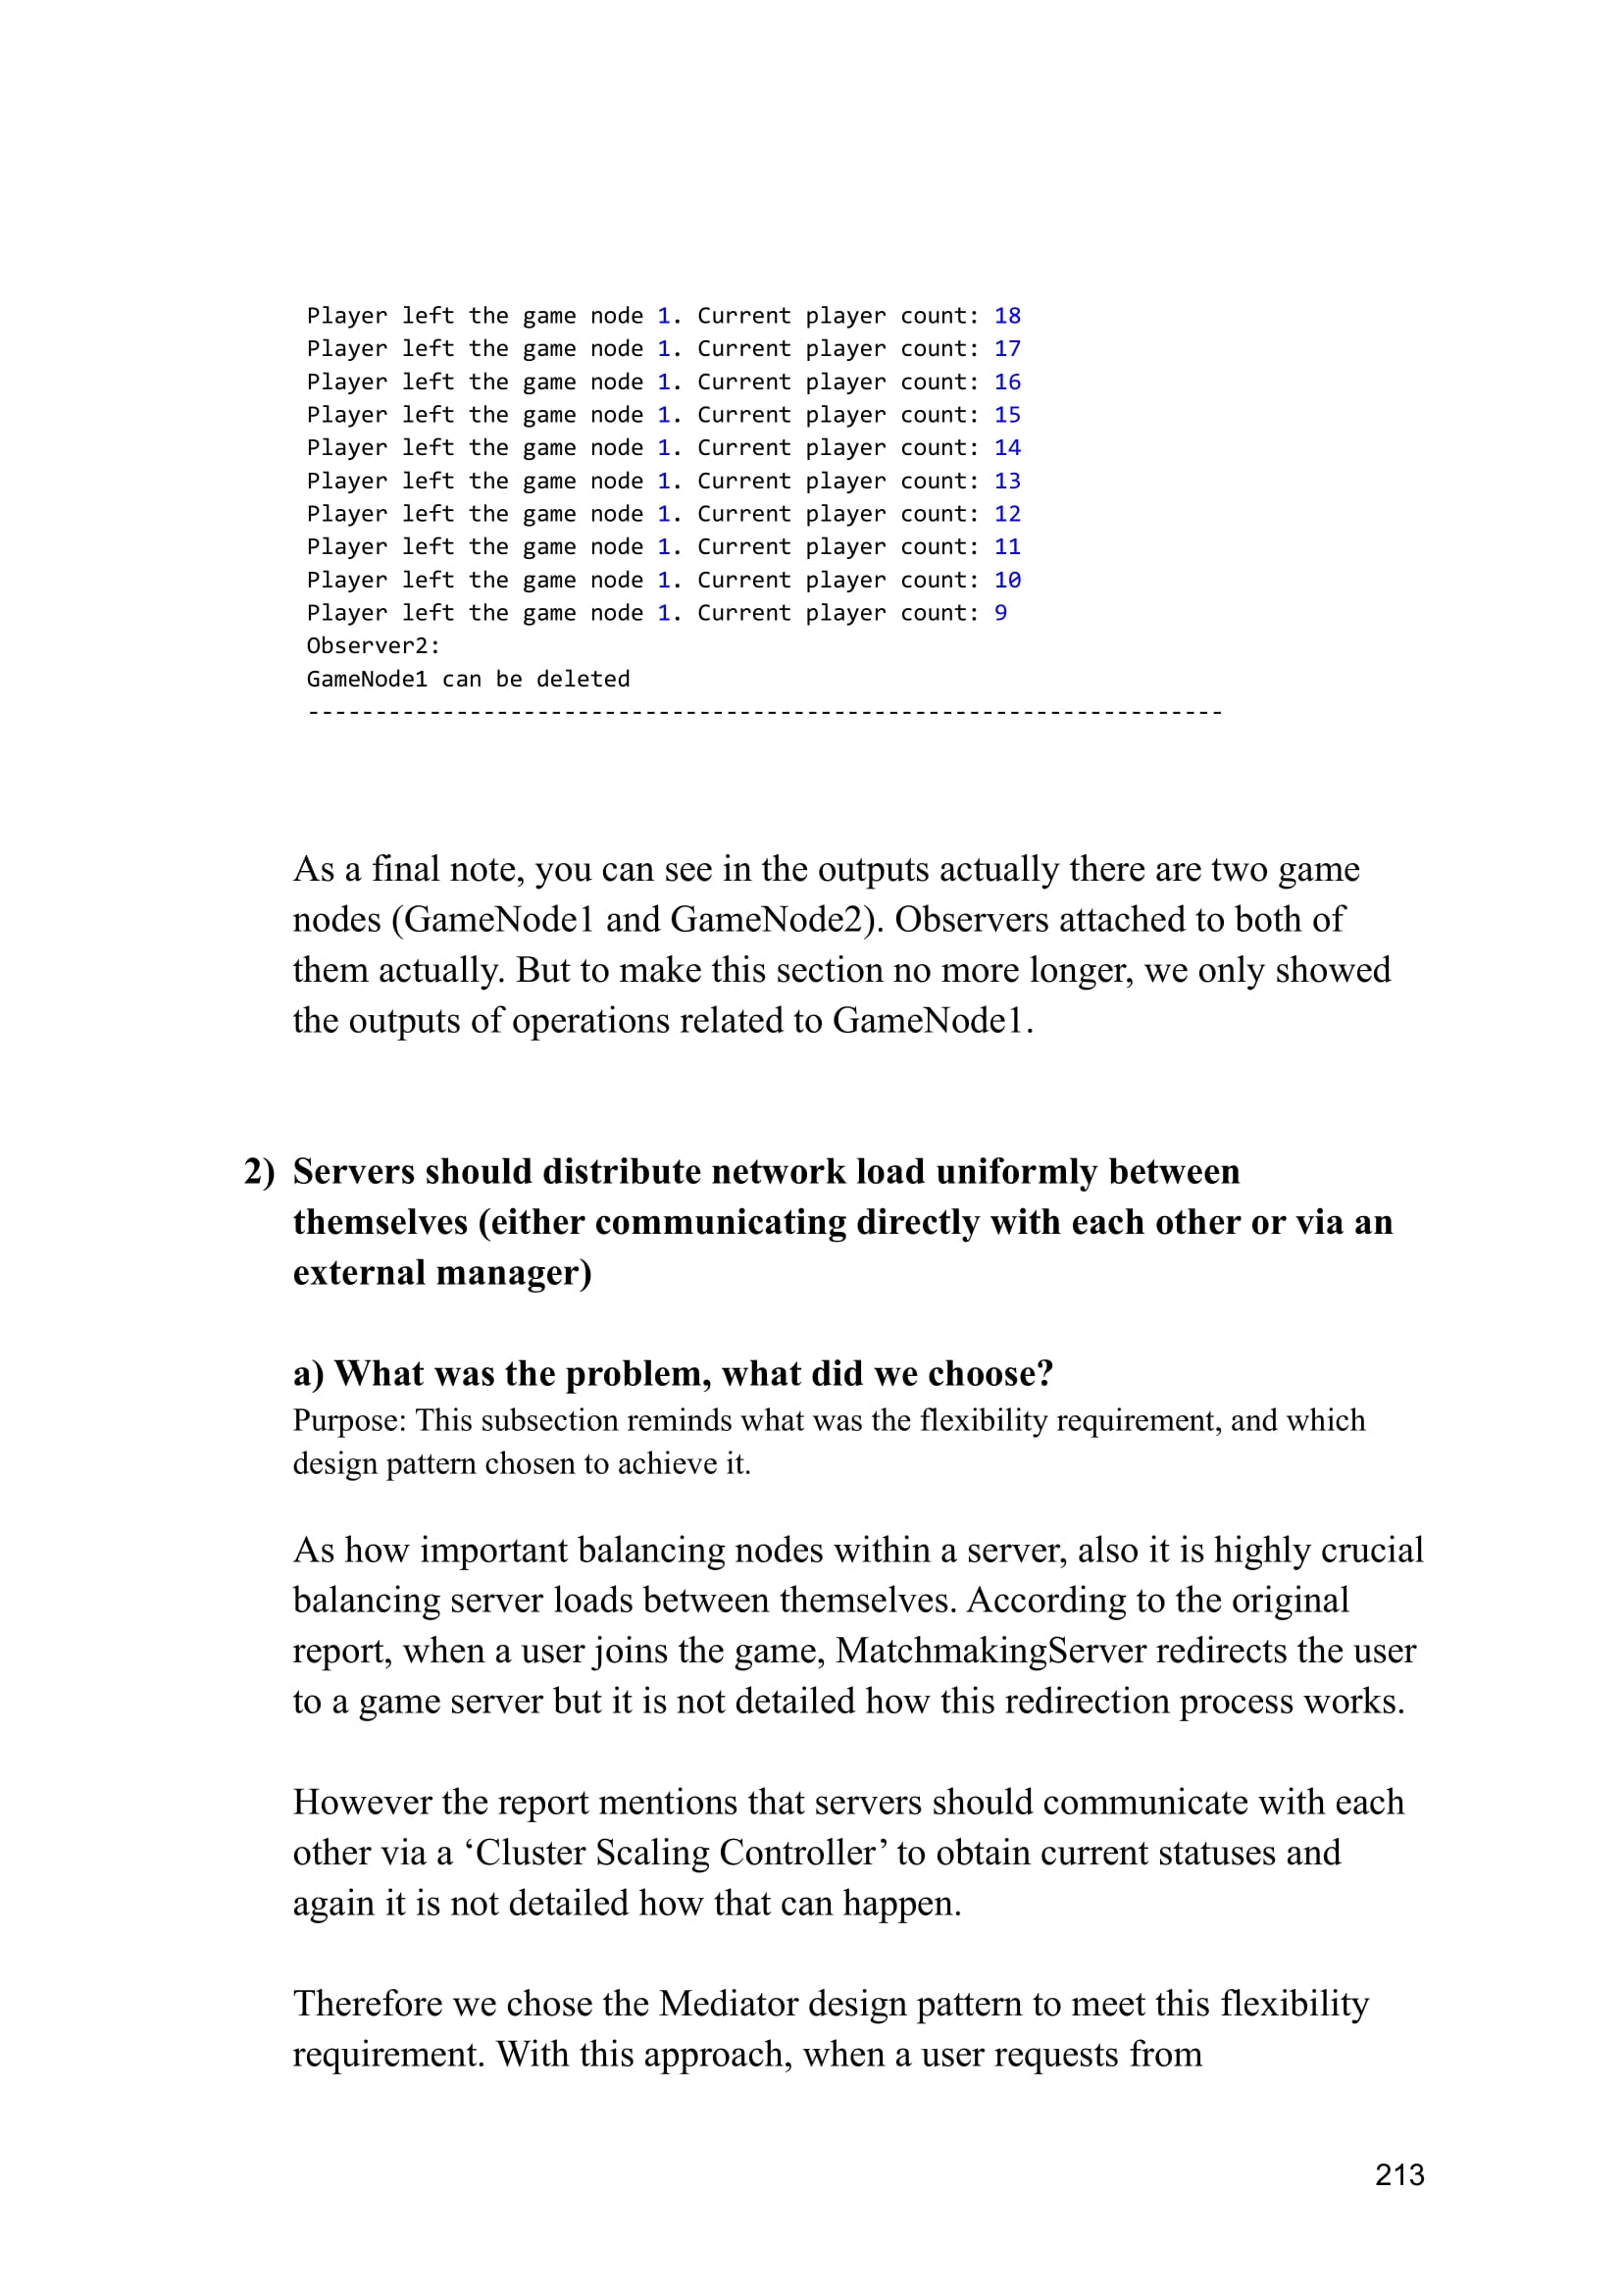 Player left the game node 1. Current player count: 18
Player left the game node 1. Current player count: 17
Player left the game node 1. Current player count: 16
Player left the game node 1. Current player count: 15
Player left the game node 1. Current player count: 14
Player left the game node 1. Current player count: 13
Player left the game node 1. Current player count: 12
Player left the game node 1. Current player count: 11
Player left the game node 1. Current player count: 10
Player left the game node 1. Current player count: 9
Observer2:
GameNode1 can be deleted
--------------------------------------------------------------------
As a final note, you can see in the outputs actually there are two game
nodes (GameNode1 and GameNode2). Observers attached to both of
them actually. But to make this section no more longer, we only showed
the outputs of operations related to GameNode1.
2) Servers should distribute network load uniformly between
themselves (either communicating directly with each other or via an
external manager)
a) What was the problem, what did we choose?
Purpose: This subsection reminds what was the flexibility requirement, and which
design pattern chosen to achieve it.
As how important balancing nodes within a server, also it is highly crucial
balancing server loads between themselves. According to the original
report, when a user joins the game, MatchmakingServer redirects the user
to a game server but it is not detailed how this redirection process works.
However the report mentions that servers should communicate with each
other via a ‘Cluster Scaling Controller’ to obtain current statuses and
again it is not detailed how that can happen.
Therefore we chose the Mediator design pattern to meet this flexibility
requirement. With this approach, when a user requests from
213